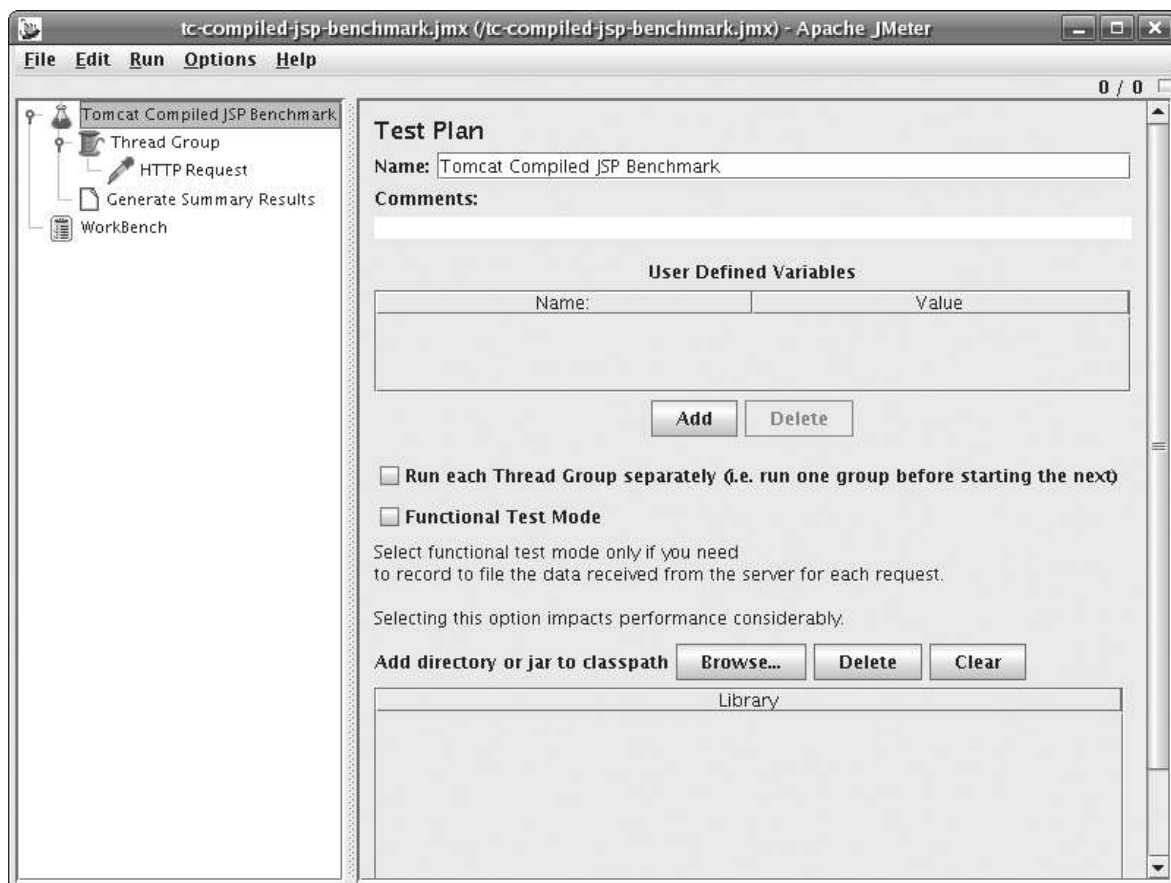 tc-compiled-jsp-benchmark.jmx (/tc-compiled-jsp-benchmark.jmx) - Apache JMeter
File Edit Run Options Help
0 / 0
Tomcat Compiled JSP Benchmark
Thread Group
HTTP Request
Generate Summary Results
WorkBench
Test Plan
Name: Tomcat Compiled JSP Benchmark
Comments:
User Defined Variables
Name: Value
Add Delete
Run each Thread Group separately (i.e. run one group before starting the next)
Functional Test Mode
Select functional test mode only if you need
to record to file the data received from the server for each request.
Selecting this option impacts performance considerably.
Add directory or jar to classpath Browse... Delete Clear
Library